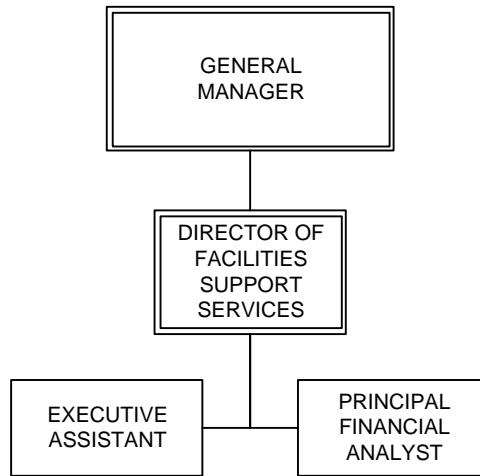 GENERAL
MANAGER
DIRECTOR OF
FACILITIES
SUPPORT
SERVICES
EXECUTIVE
ASSISTANT
PRINCIPAL
FINANCIAL
ANALYST